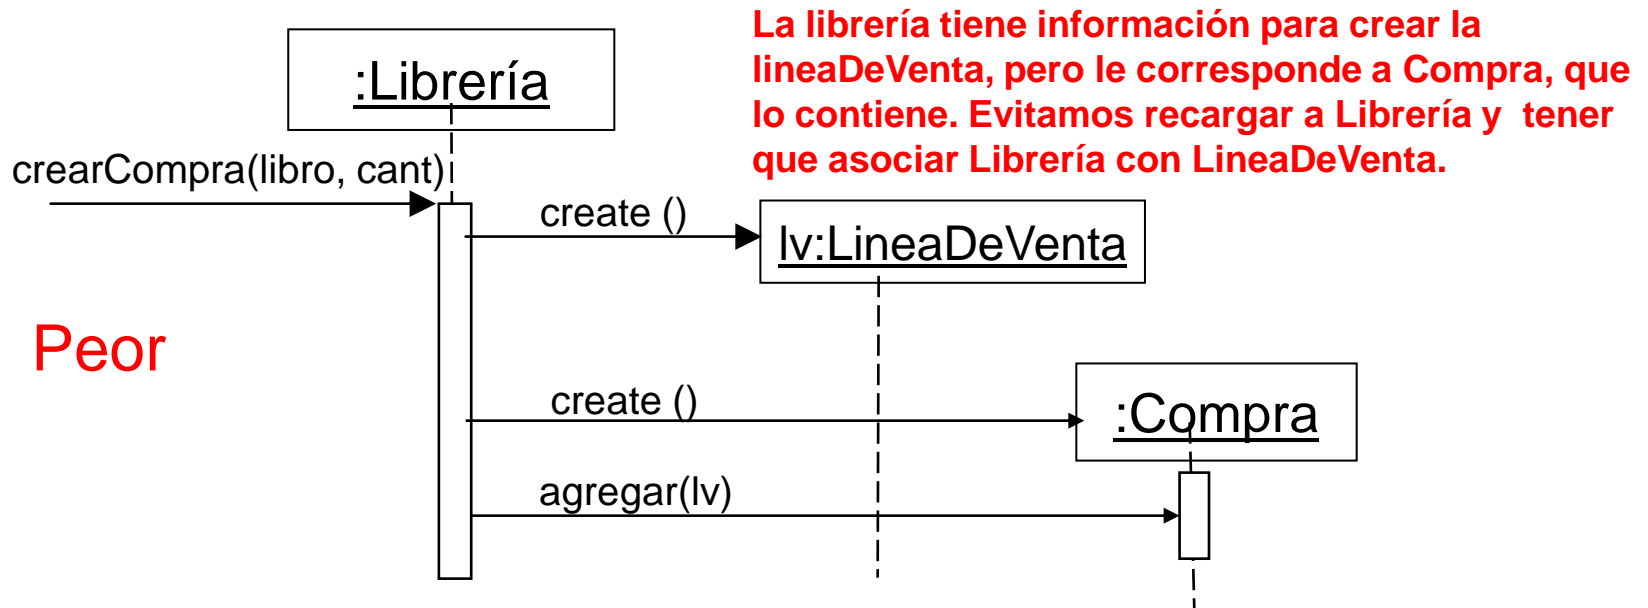 La librería tiene información para crear la
lineaDeVenta, pero le corresponde a Compra, que
lo contiene. Evitamos recargar a Librería y tener
que asociar Librería con LineaDeVenta.
:Librería
crearCompra(libro, cant)
create ()
lv:LineaDeVenta
Peor
create ()
:Compra
agregar(lv)